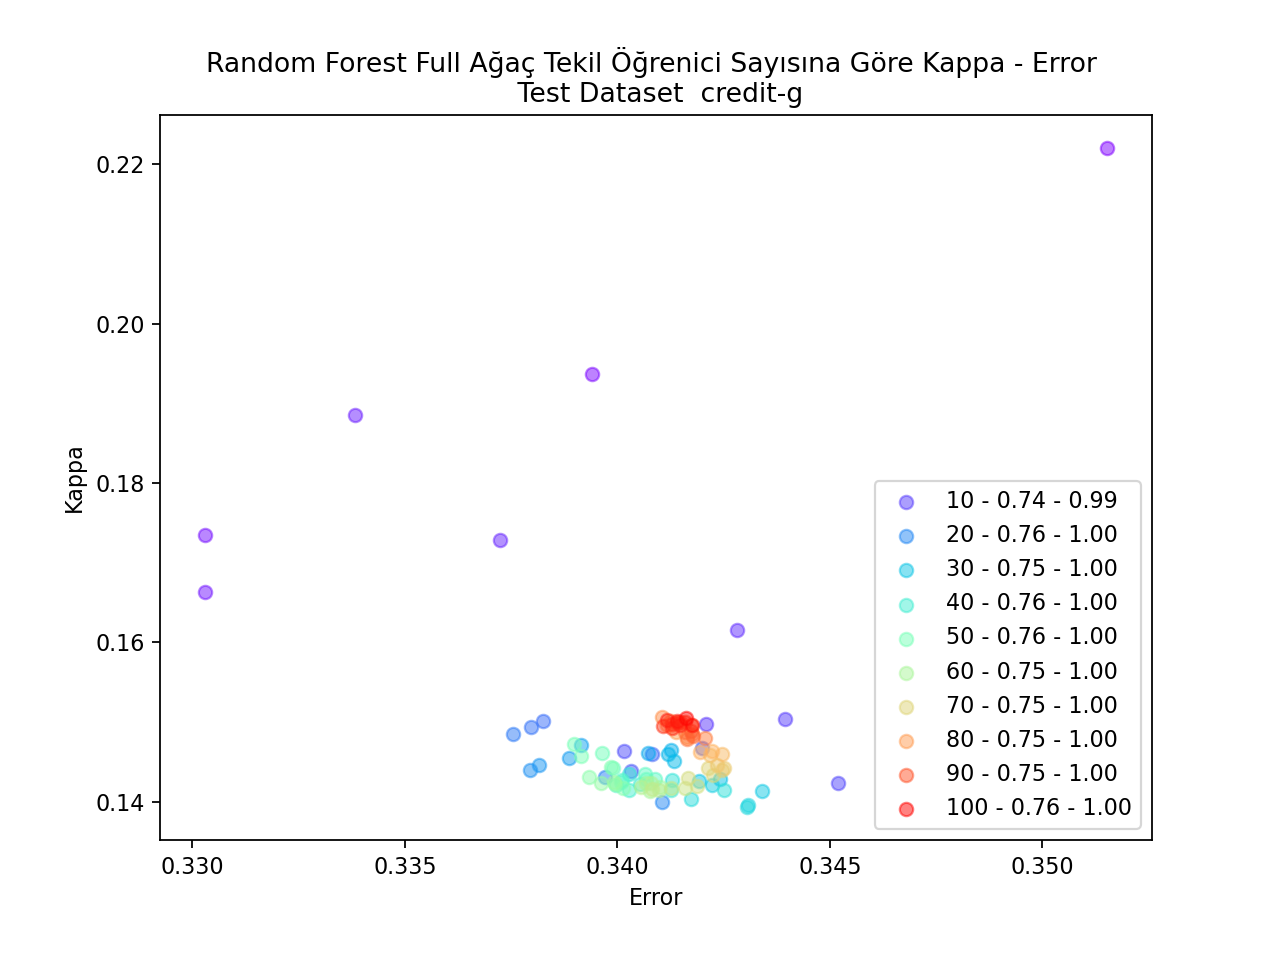 Random Forest Full Ağaç Tekil Öğrenici Sayısına Göre Kappa - Error
Test Dataset  credit-g
Kappa
0.22
0.20
0.18
0.16
0.14
10 - 0.74 - 0.99
20 - 0.76 - 1.00
30 - 0.75 - 1.00
40 - 0.76 - 1.00
50 - 0.76 - 1.00
60 - 0.75 - 1.00
70 - 0.75 - 1.00
80 - 0.75 - 1.00
90 - 0.75 - 1.00
100 - 0.76 - 1.00
0.330 0.335 0.340 0.345 0.350
Error